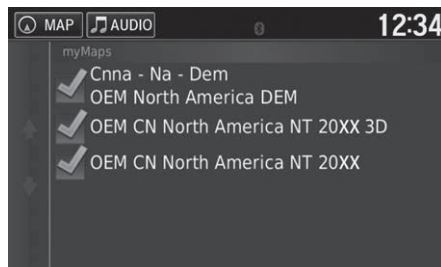 MAP AUDIO 12:34
myMaps
Cnna - Na - Dem
OEM North America DEM
OEM CN North America NT 20XX 3D
OEM CN North America NT 20XX